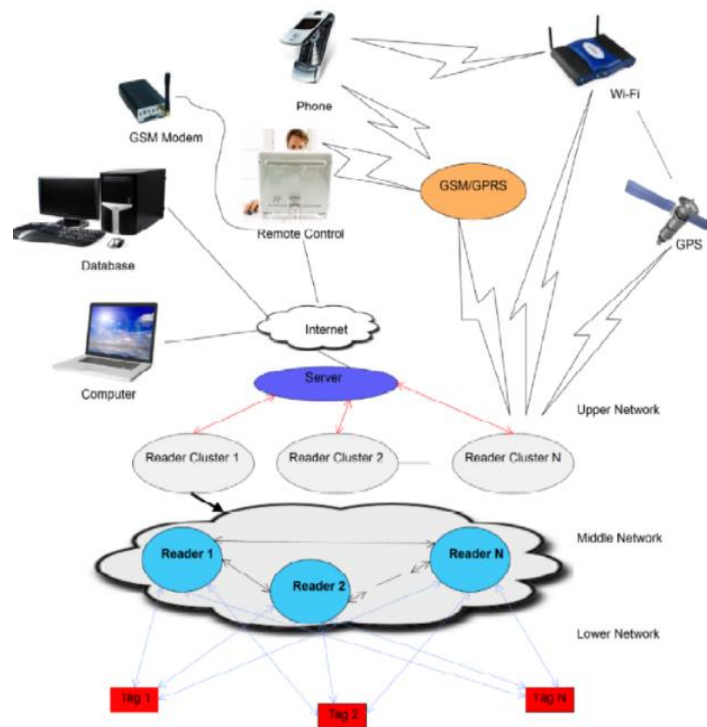 Phone
Wi-Fi
GSM Modem
GSM/GPRS
Remote Control
GPS
Database
Internet
Computer
Server
Upper Network
Reader Cluster 1
Reader Cluster 2
Reader Cluster N
Middle Network
Reader 1
Reader N
Reader 2
Lower Network
Tag 1
Tag 2
Tag N